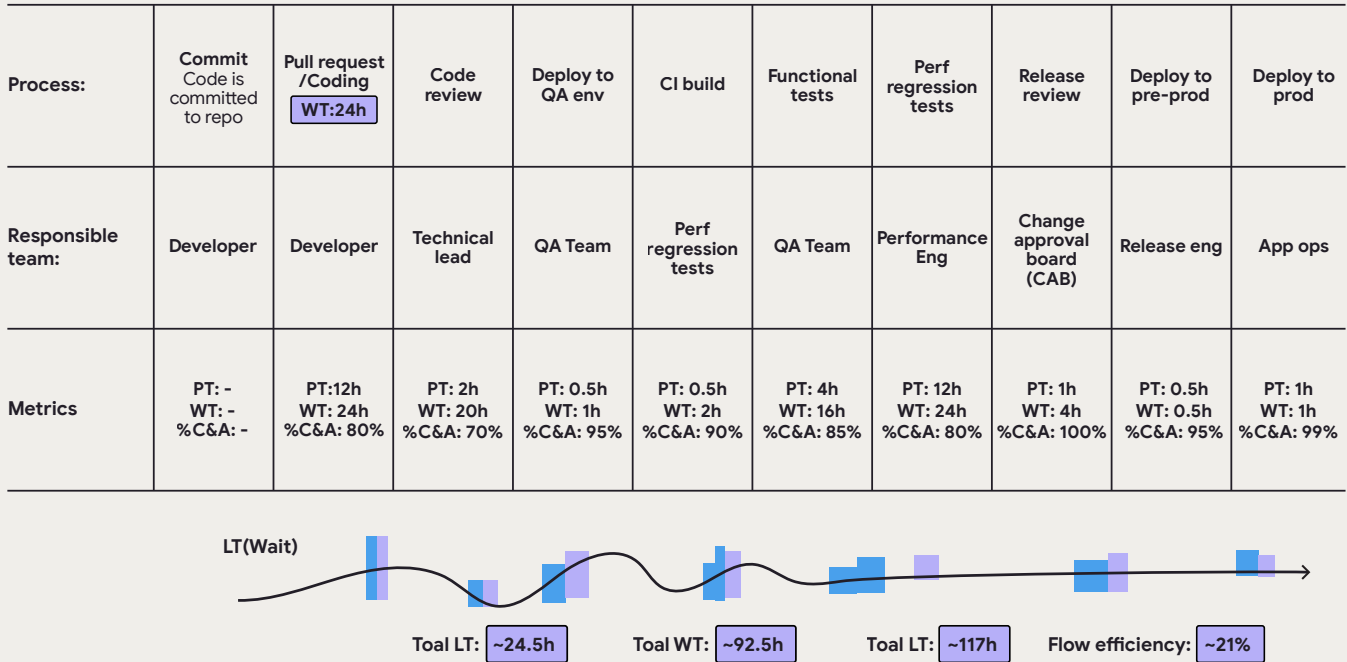 Process:
Commit
Code is
committed
to repo
Pull request
/Coding
WT:24h
Code
review
Deploy to
QA env
CI build
Functional
tests
Perf
regression
tests
Release
review
Deploy to
pre-prod
Deploy to
prod
Responsible
team:
Developer
Developer
Technical
lead
QA Team
Perf
regression
tests
QA Team
Performance
Eng
Change
approval
board
(CAB)
Release eng
App ops
Metrics
PT: -
WT: -
%C&A: -
PT:12h
WT: 24h
%C&A: 80%
PT: 2h
WT: 20h
%C&A: 70%
PT: 0.5h
WT: 1h
%C&A: 95%
PT: 0.5h
WT: 2h
%C&A: 90%
PT: 4h
WT: 16h
%C&A: 85%
PT: 12h
WT: 24h
%C&A: 80%
PT: 1h
WT: 4h
%C&A: 100%
PT: 0.5h
WT: 0.5h
%C&A: 95%
PT: 1h
WT: 1h
%C&A: 99%
LT(Wait)
Toal LT: ~24.5h
Toal WT: ~92.5h
Toal LT: ~117h
Flow efficiency: ~21%